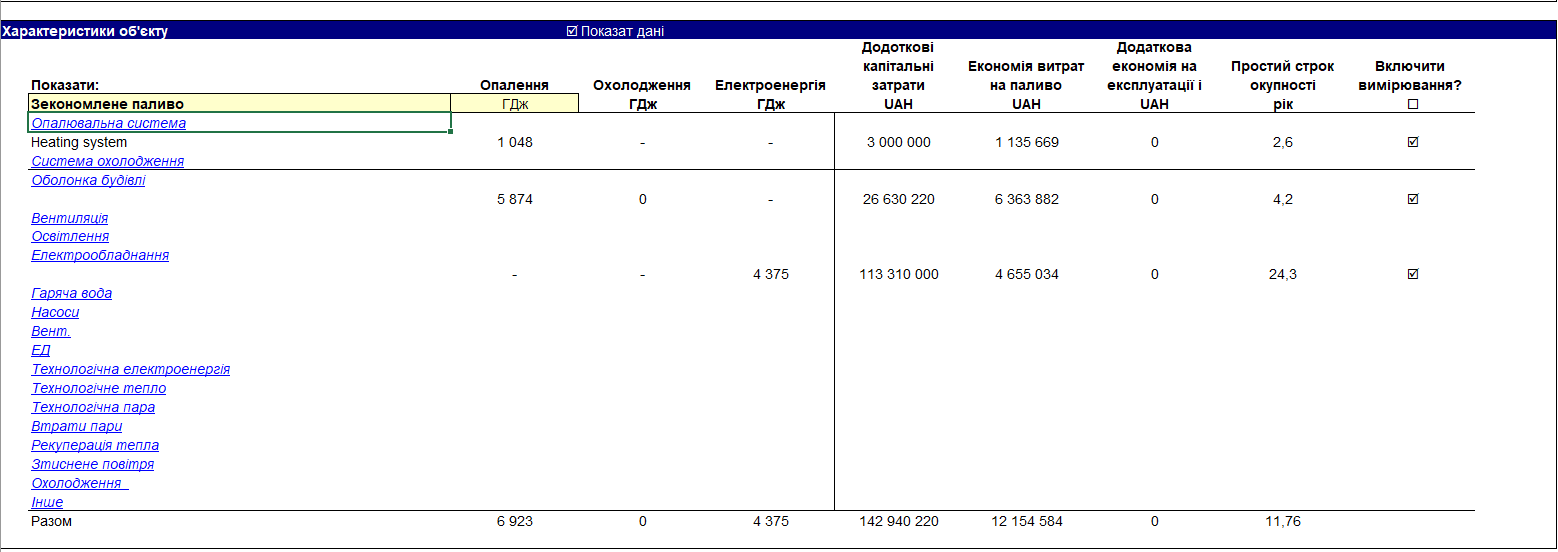 Характеристики об'єкту ☑ Показат дані
Додоткові Додаткова
капітальні Економія витрат економія на Простий строк Включити
Показати: Опалення Охолодження Електроенергія затрати на паливо експлуатації і окупності вимірювання?
Зекономлене паливо ГДж ГДж ГДж UAH UAH UAH рік ☐
Опалювальна система
Heating system 1 048 - - 3 000 000 1 135 669 0 2,6 ☑
Система охолодження
Оболонка будівлі
5 874 0 - 26 630 220 6 363 882 0 4,2 ☑
Вентиляція
Освітлення
Електрообладнання
- - 4 375 113 310 000 4 655 034 0 24,3 ☑
Гаряча вода
Насоси
Вент.
ЕД
Технологічна електроенергія
Технологічне тепло
Технологічна пара
Втрати пари
Рекуперація тепла
Зтиснене повітря
Охолодження
Інше
Разом 6 923 0 4 375 142 940 220 12 154 584 0 11,76